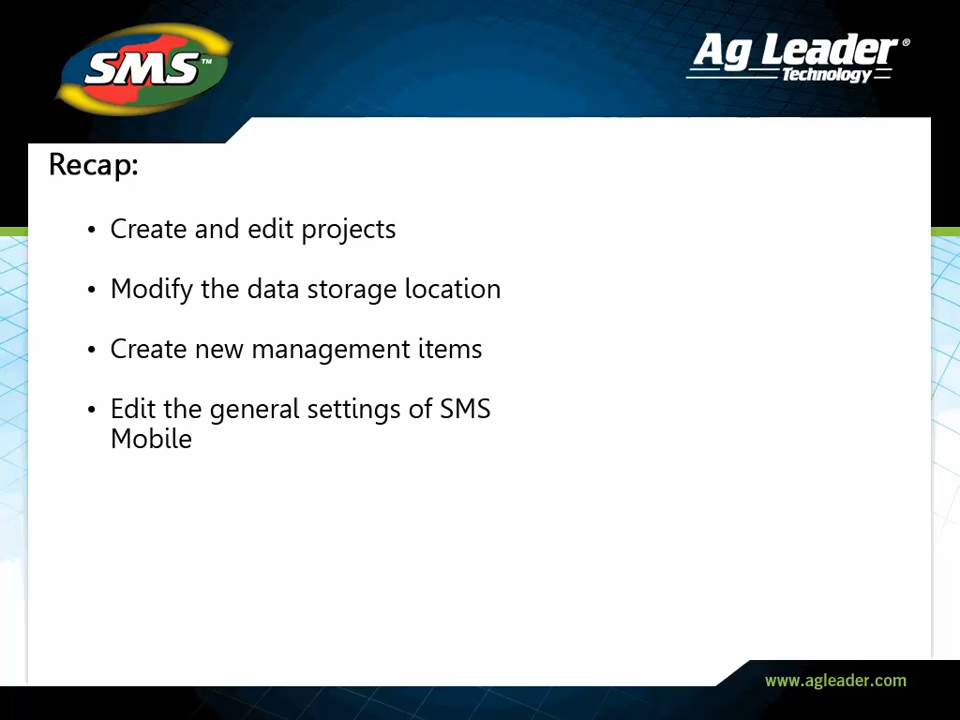 SMS™
Ag Leader®
Technology
Recap:
• Create and edit projects
• Modify the data storage location
• Create new management items
• Edit the general settings of SMS
Mobile
www.agleader.com